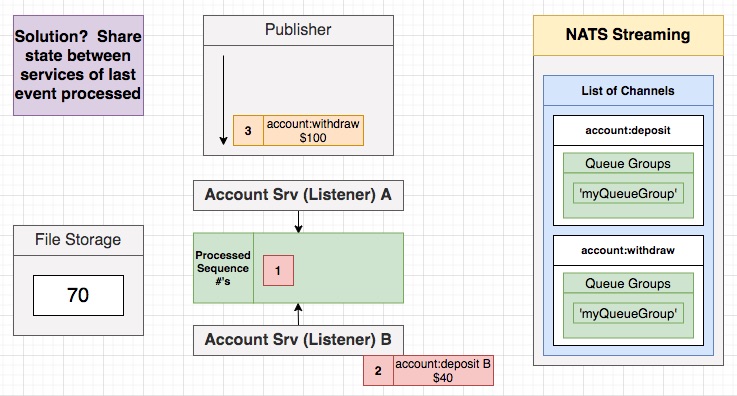 Solution?  Share
state between
services of last
event processed
Publisher
3
account:withdraw
$100
Account Srv (Listener) A
Processed
Sequence
#'s
1
Account Srv (Listener) B
2
account:deposit B
$40
File Storage
70
NATS Streaming
List of Channels
account:deposit
Queue Groups
'myQueueGroup'
account:withdraw
Queue Groups
'myQueueGroup'